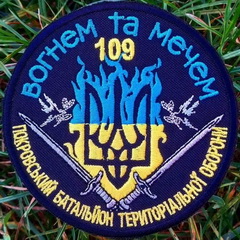 ВОГНЕМ ТА МЕЧЕМ
109
ПОКРОВСЬКИЙ БАТАЛЬЙОН ТЕРИТОРІАЛЬНОЇ ОБОРОНИ